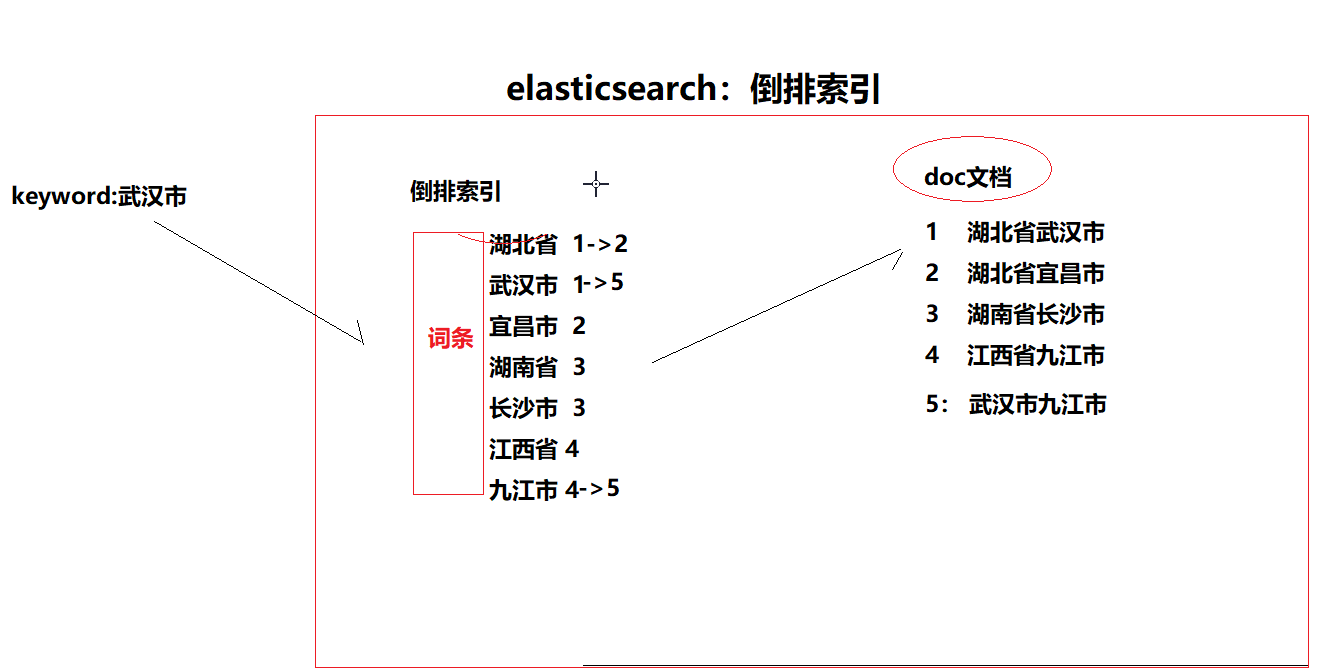 elasticsearch：倒排索引
keyword:武汉市
倒排索引
词条
湖北省 1->2
武汉市 1->5
宜昌市 2
湖南省 3
长沙市 3
江西省 4
九江市 4->5
doc文档
1 湖北省武汉市
2 湖北省宜昌市
3 湖南省长沙市
4 江西省九江市
5： 武汉市九江市